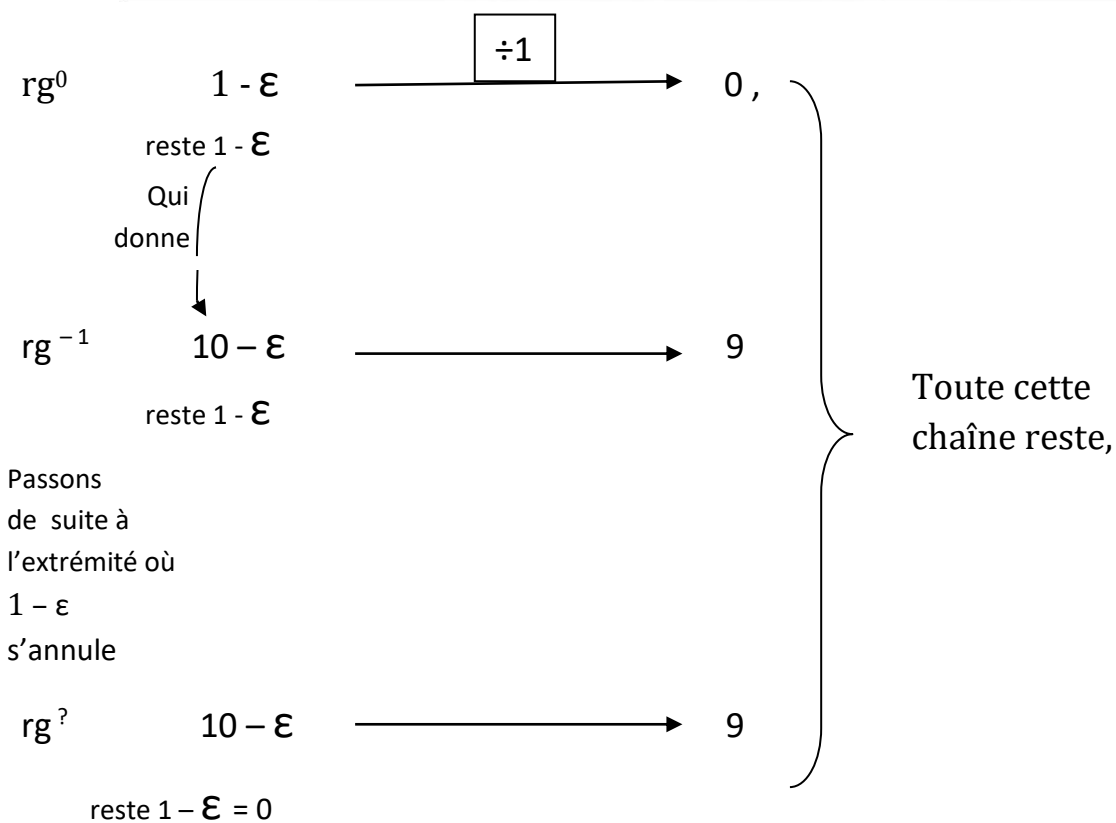 ÷1
rg⁰ 1 - ε 0 ,
reste 1 - ε
Qui
donne
rg ⁻ ¹ 10 – ε 9
reste 1 - ε
Toute cette
chaîne reste,
Passons
de suite à
l’extrémité où
1 – ε
s’annule
rg ? 10 – ε 9
reste 1 – ε = 0